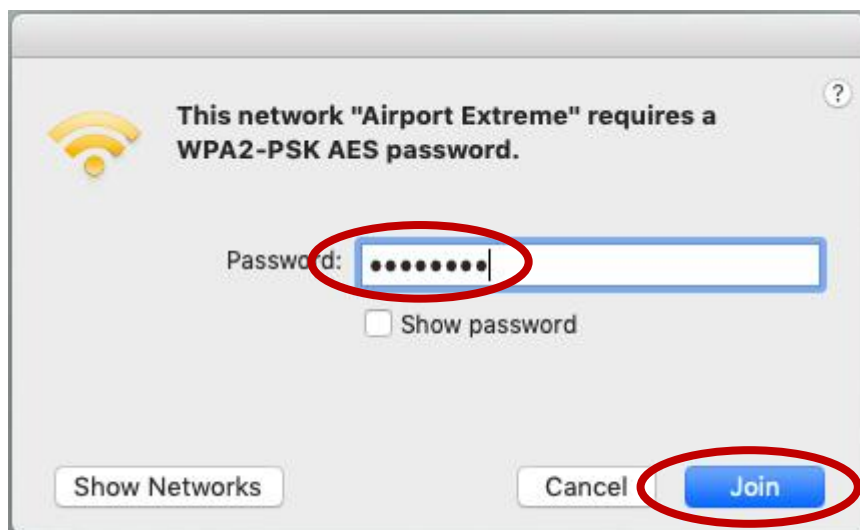 ?
This network "Airport Extreme" requires a
WPA2-PSK AES password.
Password: ••••••••
Show password
Show Networks Cancel Join